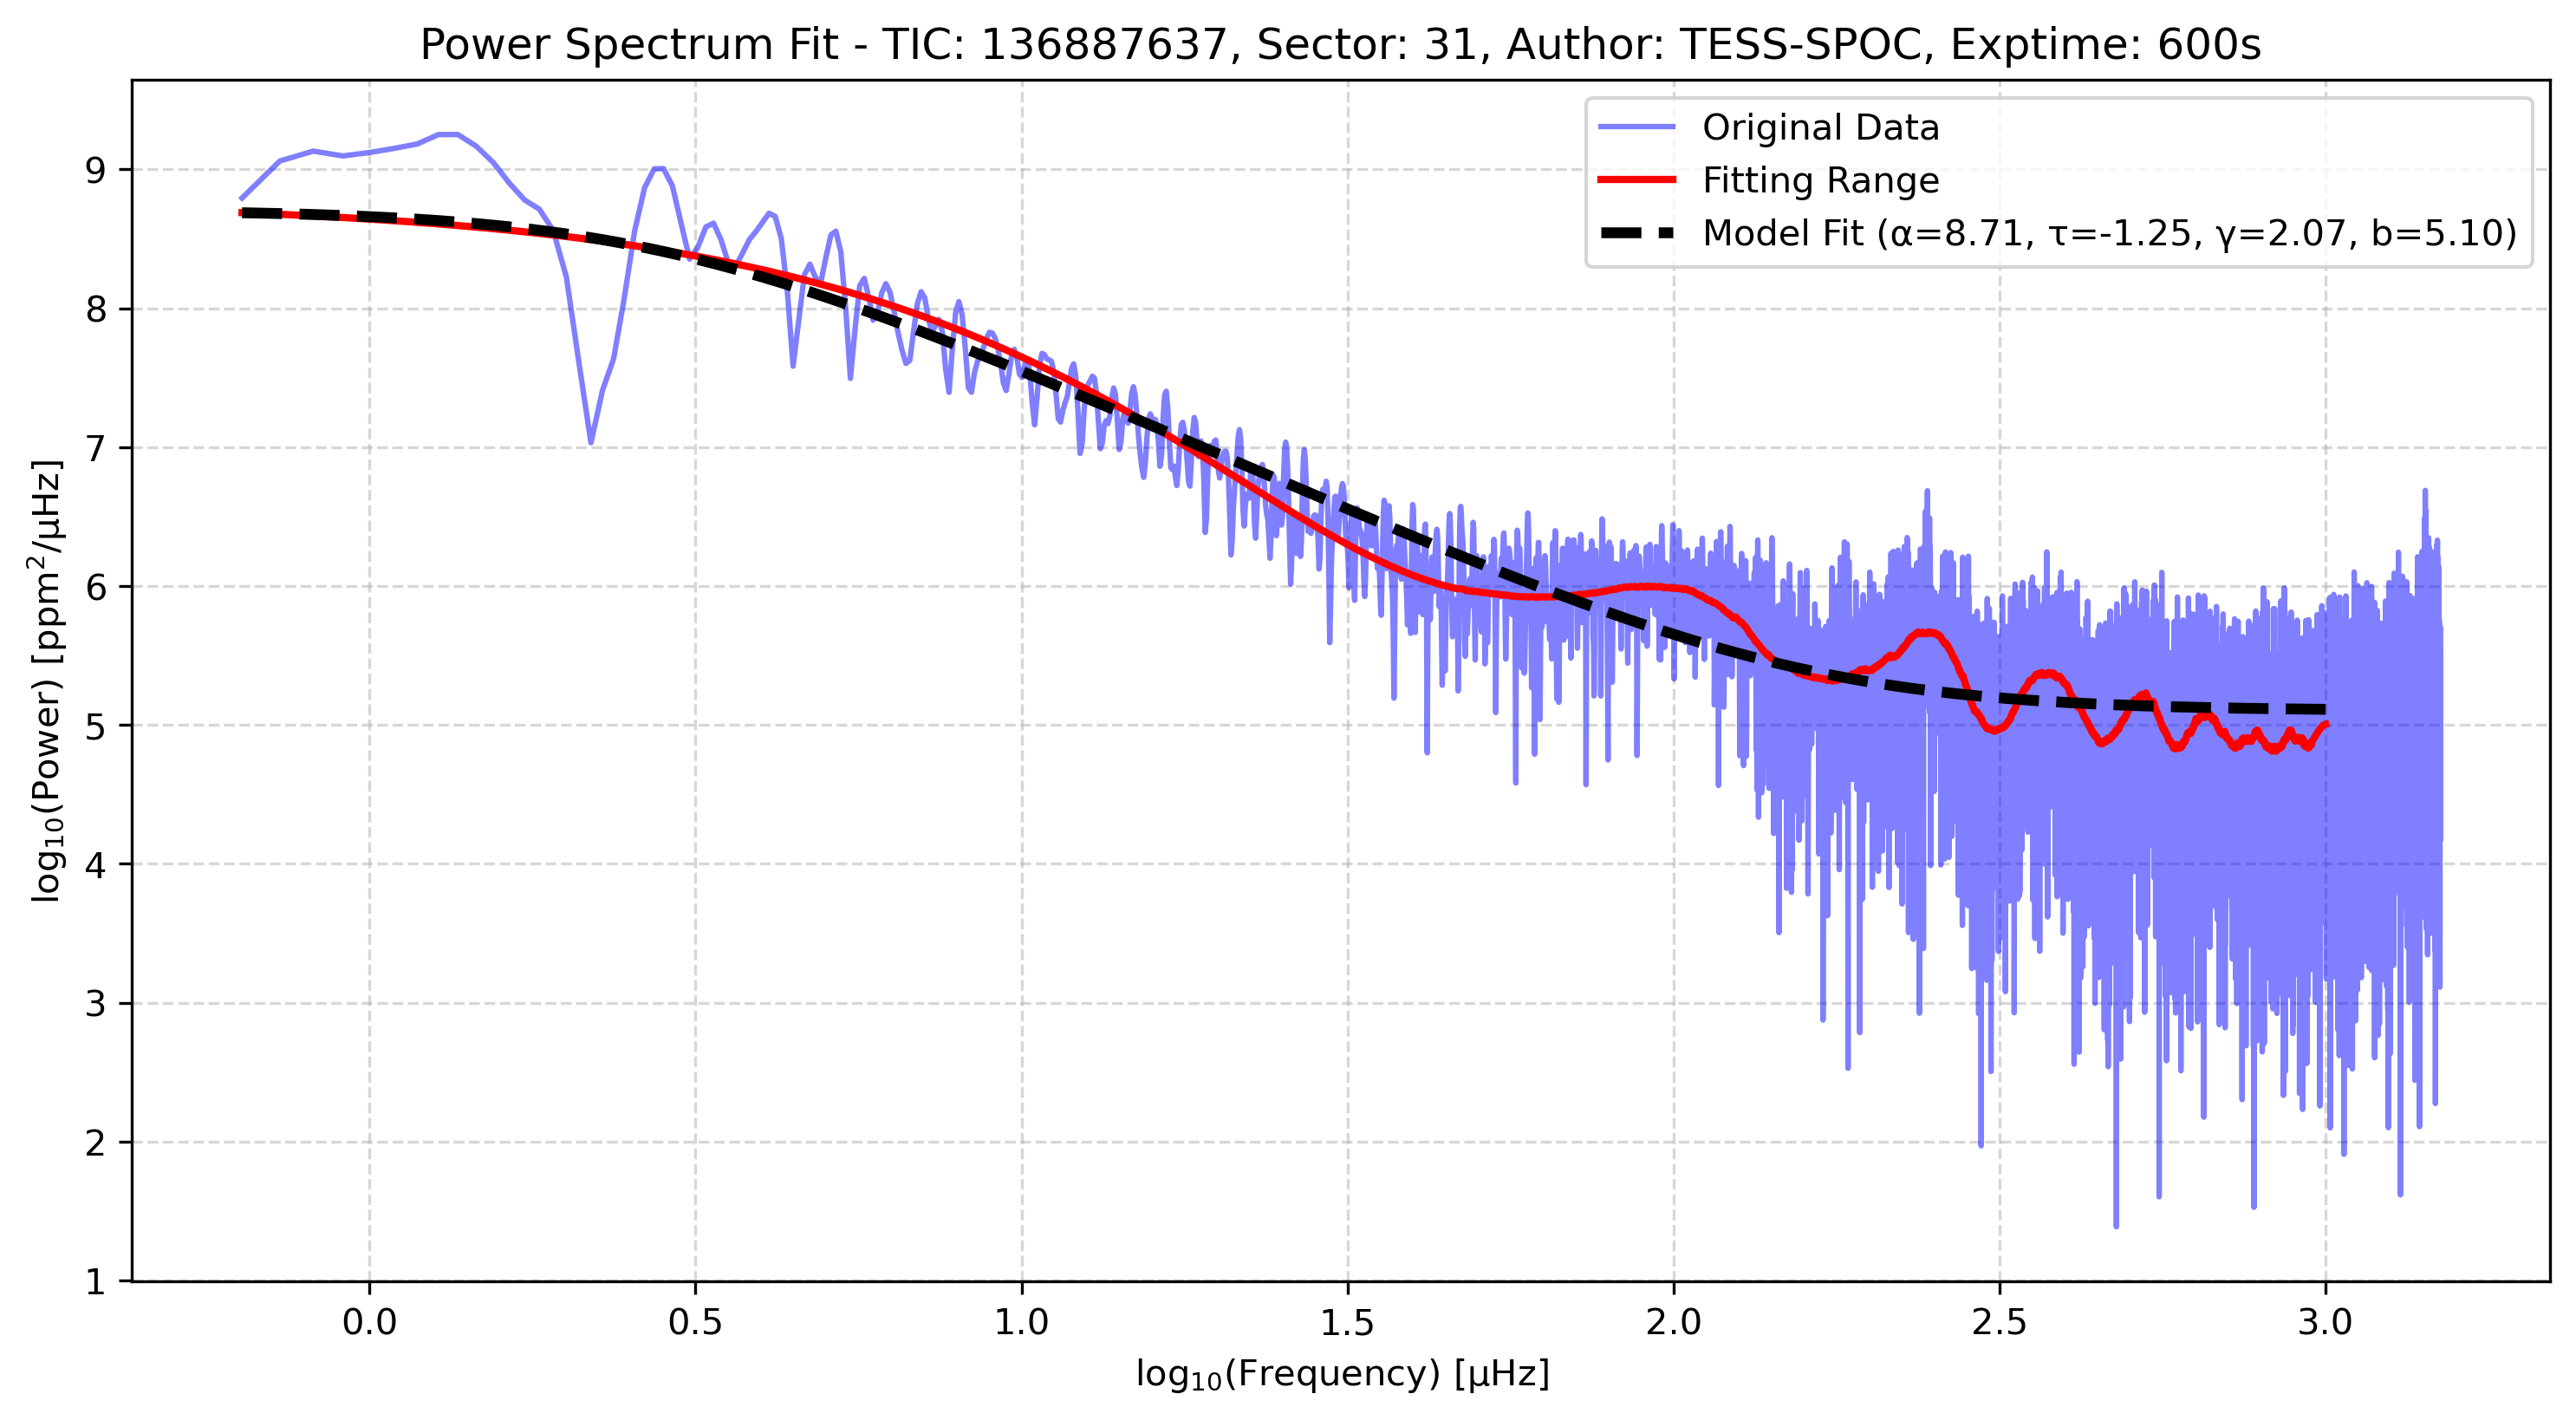 Power Spectrum Fit - TIC: 136887637, Sector: 31, Author: TESS-SPOC, Exptime: 600s
Original Data
Fitting Range
Model Fit (α=8.71, τ=-1.25, γ=2.07, b=5.10)
log₁₀(Power) [ppm²/μHz]
9
8
7
6
5
4
3
2
1
0.0 0.5 1.0 1.5 2.0 2.5 3.0
log₁₀(Frequency) [μHz]